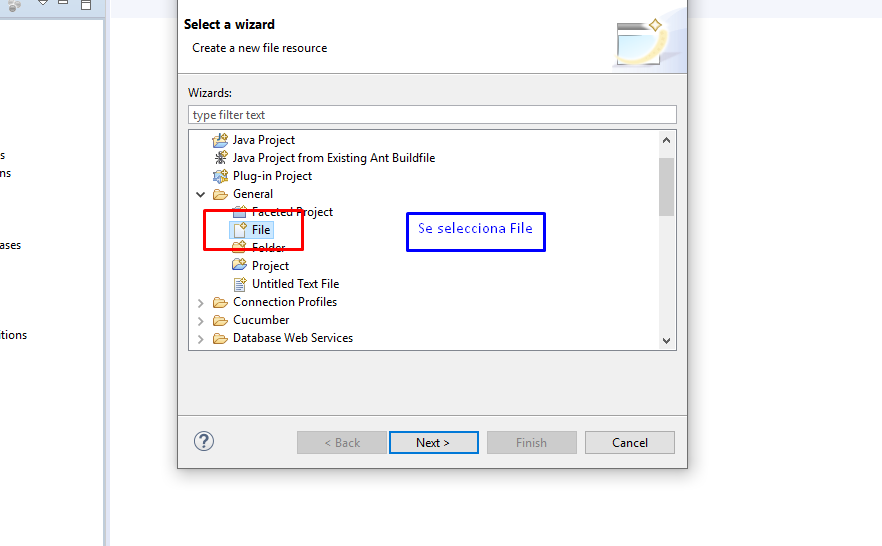 Select a wizard
Create a new file resource
Wizards:
type filter text
Java Project
Java Project from Existing Ant Buildfile
Plug-in Project
General
Faceted Project
File
Se selecciona File
Folder
Project
Untitled Text File
Connection Profiles
Cucumber
Database Web Services
s
ns
ases
itions
?
< Back
Next >
Finish
Cancel